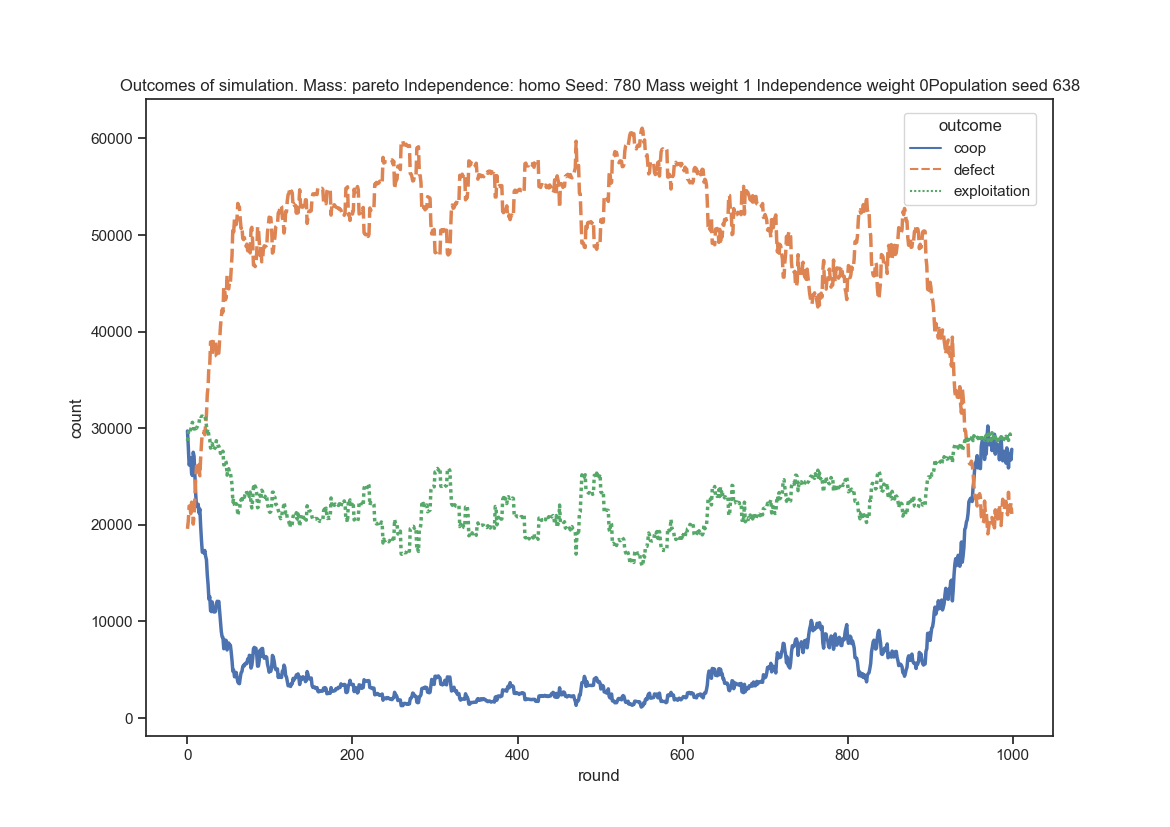 Outcomes of simulation. Mass: pareto Independence: homo Seed: 780 Mass weight 1 Independence weight 0Population seed 638
outcome
coop
defect
exploitation
60000
50000
40000
30000
20000
10000
0
count
0 200 400 600 800 1000
round